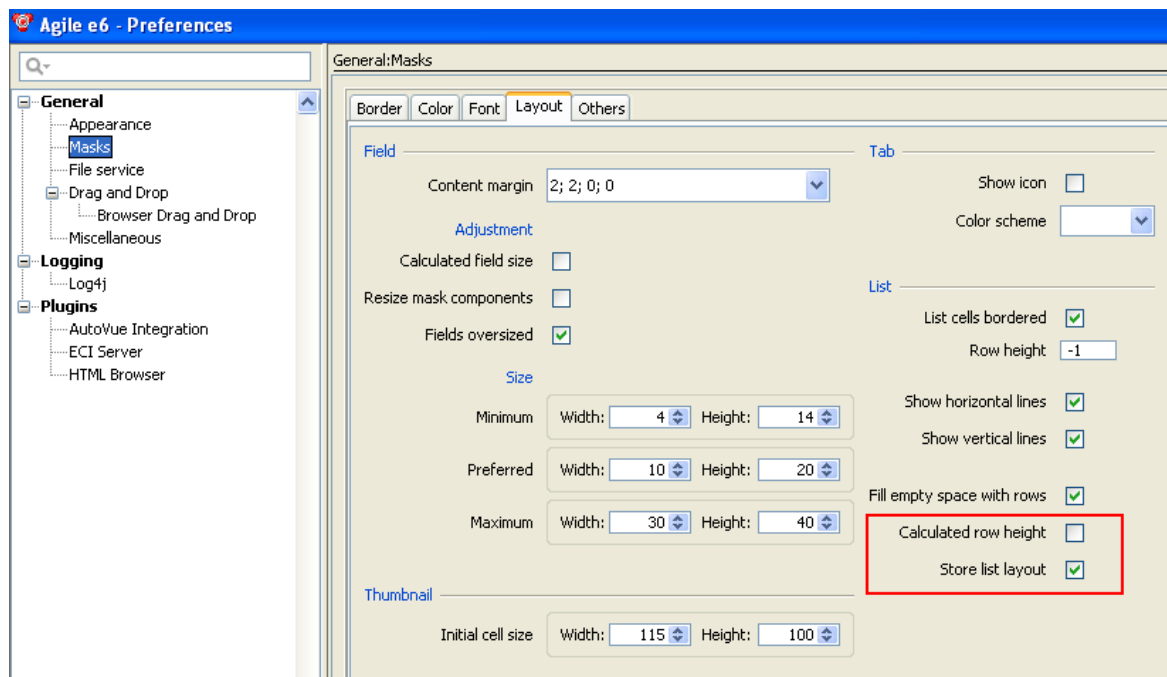 Agile e6 - Preferences
General:Masks
General
Appearance
Masks
File service
Drag and Drop
Browser Drag and Drop
Miscellaneous
Logging
Log4j
Plugins
AutoVue Integration
ECI Server
HTML Browser
Border Color Font Layout Others
Field
Content margin 2; 2; 0; 0
Adjustment
Calculated field size
Resize mask components
Fields oversized
Size
Minimum Width: 4 Height: 14
Preferred Width: 10 Height: 20
Maximum Width: 30 Height: 40
Thumbnail
Initial cell size Width: 115 Height: 100
Tab
Show icon
Color scheme
List
List cells bordered
Row height -1
Show horizontal lines
Show vertical lines
Fill empty space with rows
Calculated row height
Store list layout